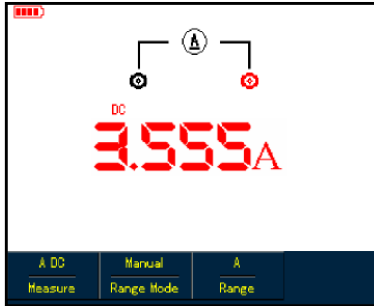 A
DC
3.555A
A DC Manual A
Measure Range Mode Range